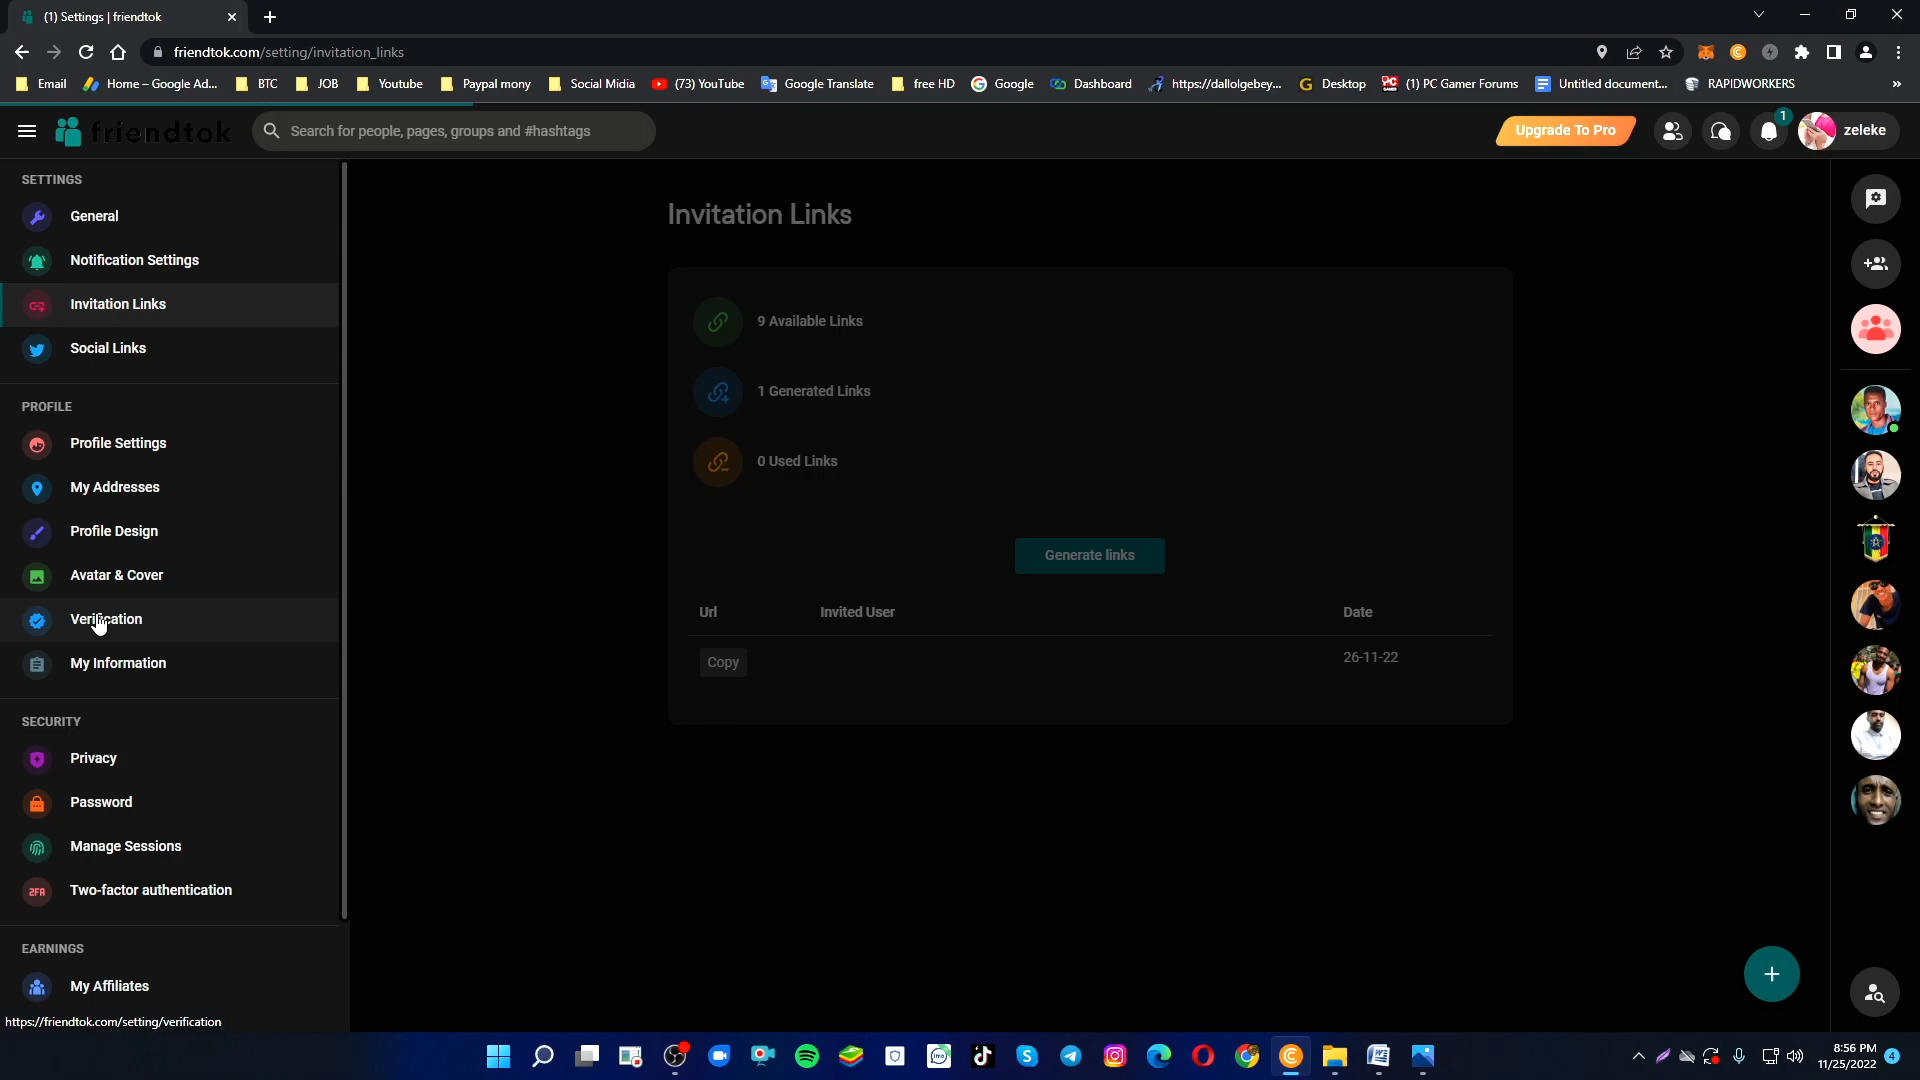 (1) Settings | friendtok
friendtok.com/setting/invitation_links
Email Home – Google Ad... BTC JOB Youtube Paypal mony Social Midia (73) YouTube Google Translate free HD Google Dashboard https://dallolgebey... Desktop (1) PC Gamer Forums Untitled document... RAPIDWORKERS »
friendtok Search for people, pages, groups and #hashtags Upgrade To Pro 1 zeleke
SETTINGS
General
Notification Settings
Invitation Links
Social Links
PROFILE
Profile Settings
My Addresses
Profile Design
Avatar & Cover
Verification
My Information
SECURITY
Privacy
Password
Manage Sessions
2FA Two-factor authentication
EARNINGS
My Affiliates
https://friendtok.com/setting/verification
Invitation Links
9 Available Links
1 Generated Links
0 Used Links
Generate links
Url Invited User Date
Copy 26-11-22
8:56 PM
11/25/2022 4